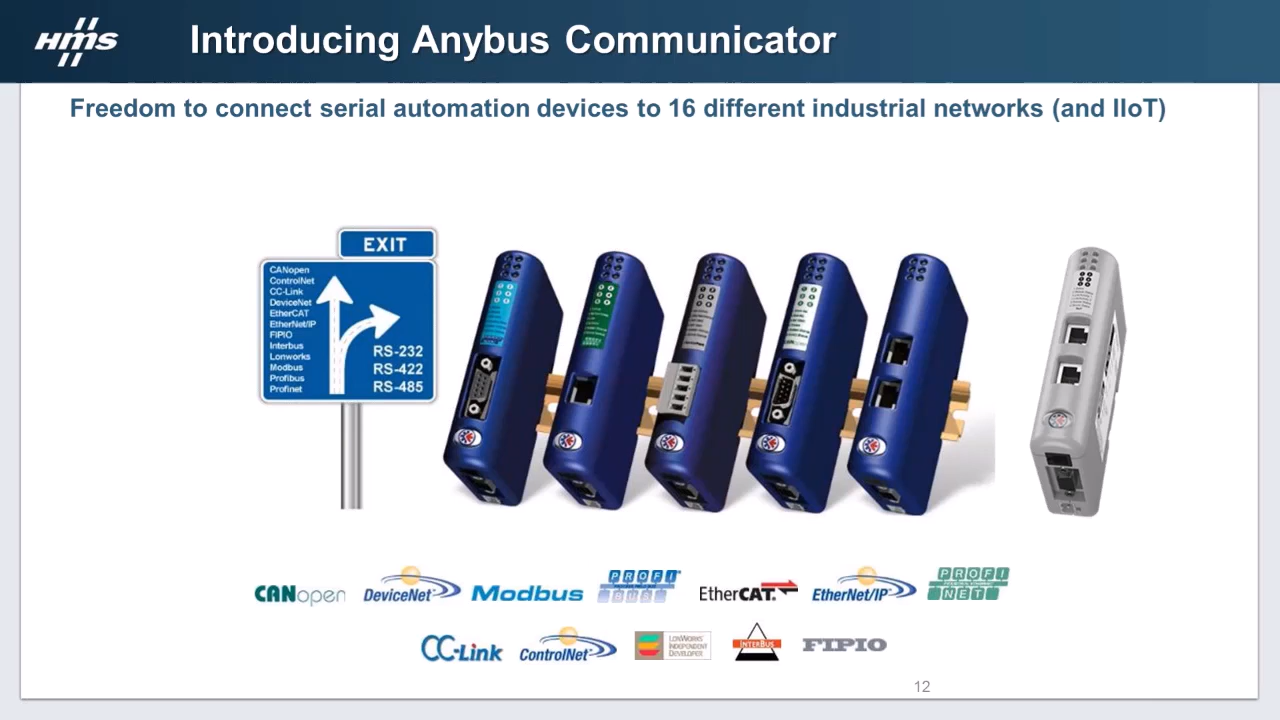 HMS
Introducing Anybus Communicator
Freedom to connect serial automation devices to 16 different industrial networks (and IIoT)
EXIT
CANopen
ControlNet
CC-Link
DeviceNet
EtherCAT
EtherNet/IP
FIPIO
Interbus
Lonworks
Modbus
Profibus
Profinet
RS-232
RS-422
RS-485
CANopen
DeviceNet
Modbus
PROFI
BUS
EtherCAT
EtherNet/IP
PROFI
NET
CC-Link
ControlNet
LONWORKS
INDEPENDENT
DEVELOPER
INTERBUS
FIPIO
12